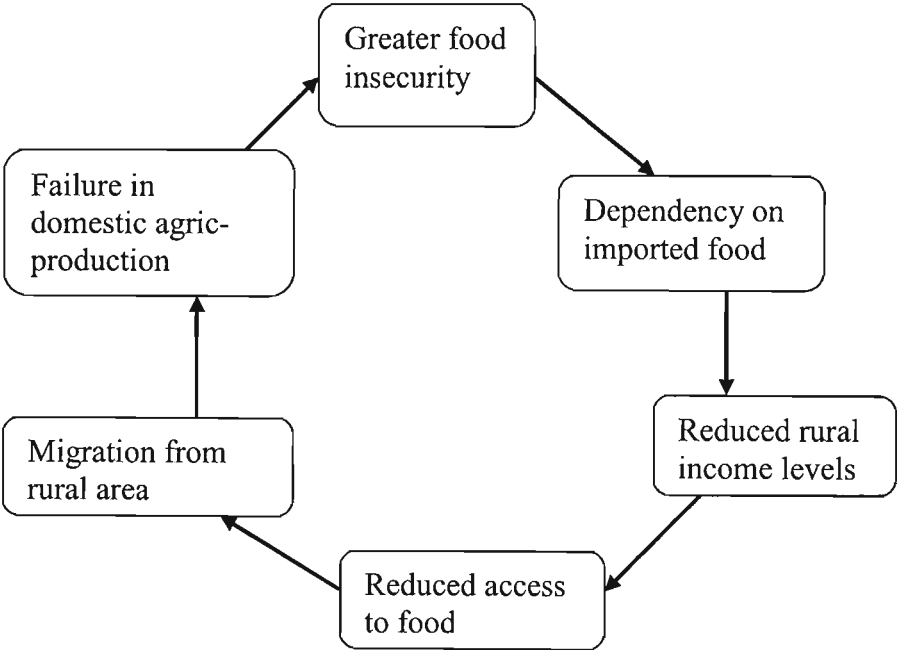 Greater food
insecurity
Dependency on
imported food
Reduced rural
income levels
Reduced access
to food
Migration from
rural area
Failure in
domestic agric-
production